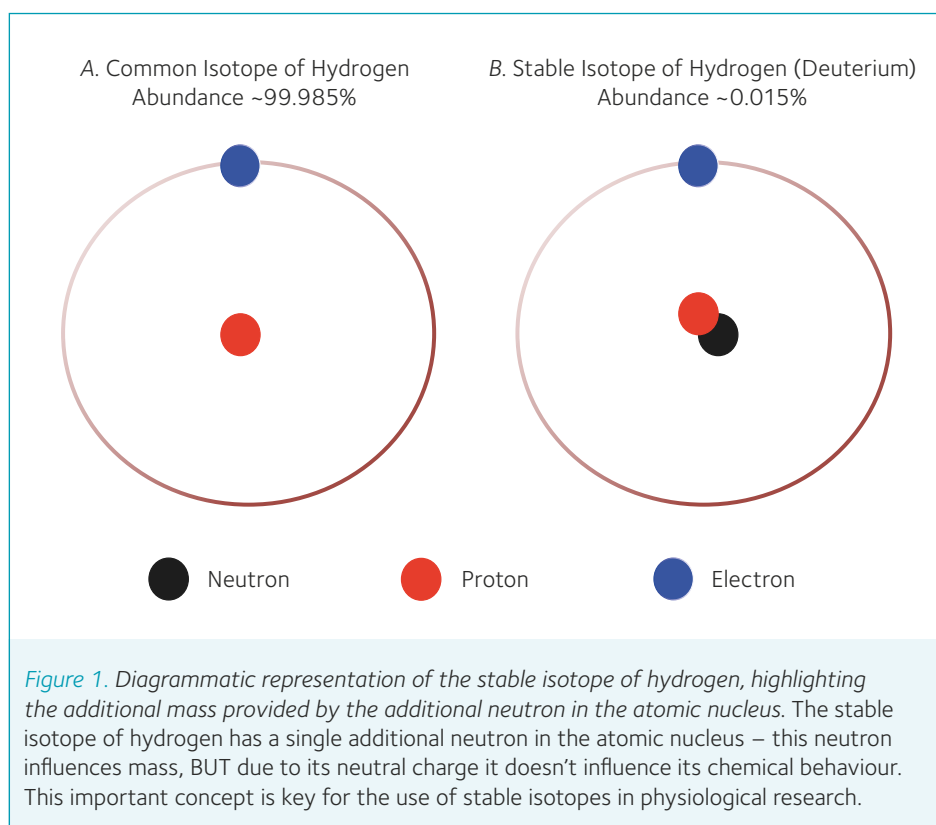 A. Common Isotope of Hydrogen
Abundance ~99.985%
B. Stable Isotope of Hydrogen (Deuterium)
Abundance ~0.015%
Neutron
Proton
Electron
Figure 1. Diagrammatic representation of the stable isotope of hydrogen, highlighting
the additional mass provided by the additional neutron in the atomic nucleus. The stable
isotope of hydrogen has a single additional neutron in the atomic nucleus – this neutron
influences mass, BUT due to its neutral charge it doesn’t influence its chemical behaviour.
This important concept is key for the use of stable isotopes in physiological research.